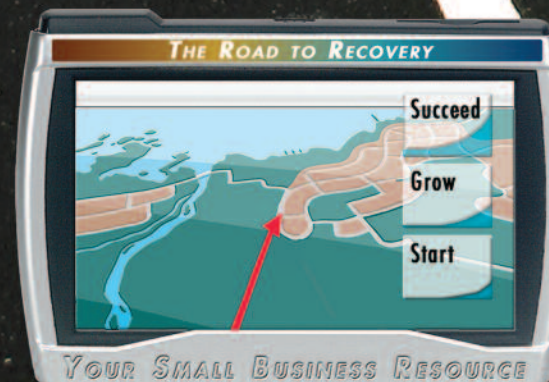 THE ROAD TO RECOVERY
Succeed
Grow
Start
YOUR SMALL BUSINESS RESOURCE